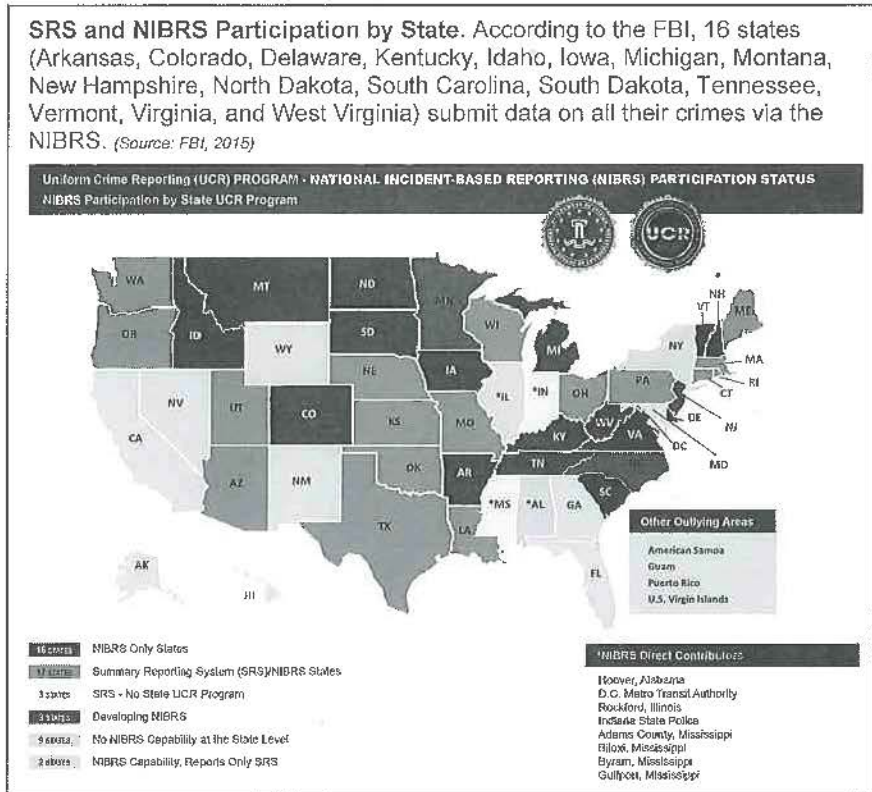 SRS and NIBRS Participation by State. According to the FBI, 16 states
(Arkansas, Colorado, Delaware, Kentucky, Idaho, Iowa, Michigan, Montana,
New Hampshire, North Dakota, South Carolina, South Dakota, Tennessee,
Vermont, Virginia, and West Virginia) submit data on all their crimes via the
NIBRS. (Source: FBI, 2015)
Uniform Crime Reporting (UCR) PROGRAM - NATIONAL INCIDENT-BASED REPORTING (NIBRS) PARTICIPATION STATUS
NIBRS Participation by State UCR Program
UCR
WA
MT
ND
MN
VT
NH
ME
OR
ID
SD
WI
MI
NY
MA
WY
IA
RI
NE
PA
CT
NV
UT
CO
*IL
*IN
OH
DE
NJ
CA
KS
MO
KY
WV
VA
DC
MD
AZ
NM
OK
AR
TN
SC
TX
LA
*MS
*AL
GA
FL
AK
HI
Other Outlying Areas
American Samoa
Guam
Puerto Rico
U.S. Virgin Islands
16 STATES NIBRS Only States
17 STATES Summary Reporting System (SRS)/NIBRS States
3 STATES SRS - No State UCR Program
3 STATES Developing NIBRS
9 STATES No NIBRS Capability at the State Level
2 STATES NIBRS Capability, Reports Only SRS
*NIBRS Direct Contributors
Hoover, Alabama
D.C. Metro Transit Authority
Rockford, Illinois
Indiana State Police
Adams County, Mississippi
Biloxi, Mississippi
Byram, Mississippi
Gulfport, Mississippi